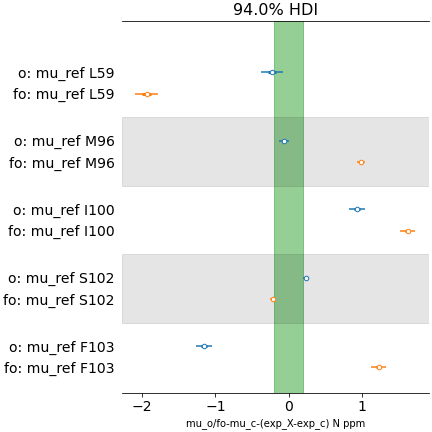 94.0% HDI
o: mu_ref L59
fo: mu_ref L59
o: mu_ref M96
fo: mu_ref M96
o: mu_ref I100
fo: mu_ref I100
o: mu_ref S102
fo: mu_ref S102
o: mu_ref F103
fo: mu_ref F103
−2 −1 0 1
mu_o/fo-mu_c-(exp_X-exp_c) N ppm